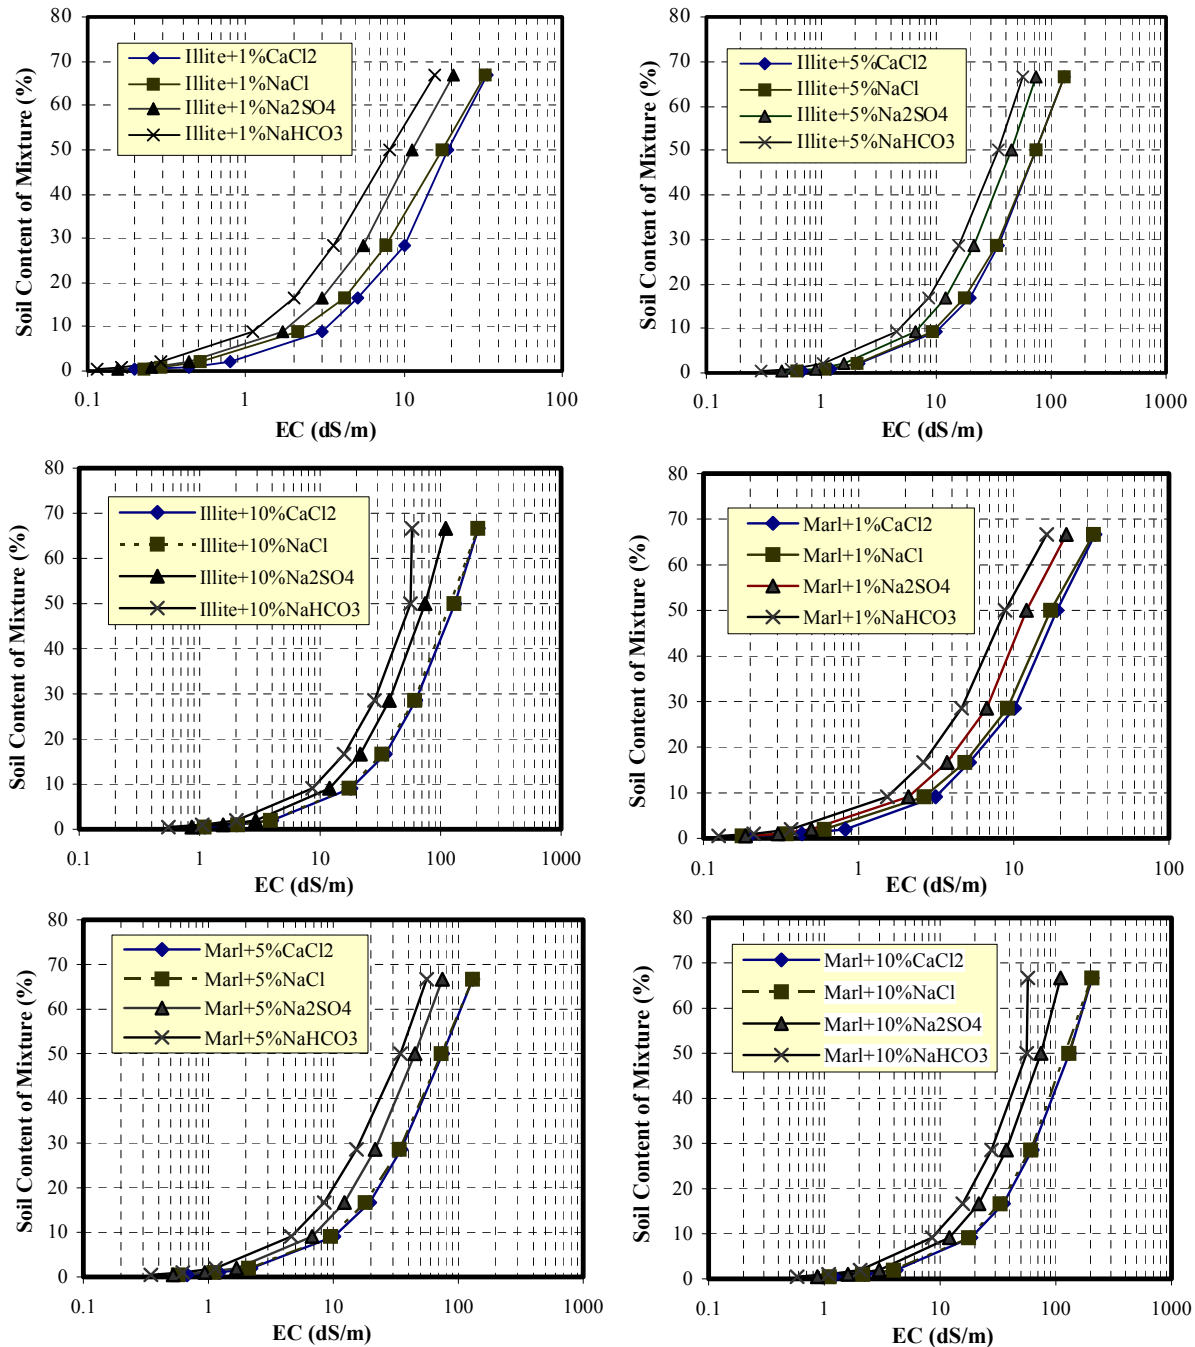 Soil Content of Mixture (%)
80
70
60
50
40
30
20
10
0
Illite+1%CaCl2
Illite+1%NaCl
Illite+1%Na2SO4
Illite+1%NaHCO3
0.1 1 10 100
EC (dS/m)
Soil Content of Mixture (%)
80
70
60
50
40
30
20
10
0
Illite+5%CaCl2
Illite+5%NaCl
Illite+5%Na2SO4
Illite+5%NaHCO3
0.1 1 10 100 1000
EC (dS/m)
Soil Content of Mixture (%)
80
70
60
50
40
30
20
10
0
Illite+10%CaCl2
Illite+10%NaCl
Illite+10%Na2SO4
Illite+10%NaHCO3
0.1 1 10 100 1000
EC (dS/m)
Soil Content of Mixture (%)
80
70
60
50
40
30
20
10
0
Marl+1%CaCl2
Marl+1%NaCl
Marl+1%Na2SO4
Marl+1%NaHCO3
0.1 1 10 100
EC (dS/m)
Soil Content of Mixture (%)
80
70
60
50
40
30
20
10
0
Marl+5%CaCl2
Marl+5%NaCl
Marl+5%Na2SO4
Marl+5%NaHCO3
0.1 1 10 100 1000
EC (dS/m)
Soil Content of Mixture (%)
80
70
60
50
40
30
20
10
0
Marl+10%CaCl2
Marl+10%NaCl
Marl+10%Na2SO4
Marl+10%NaHCO3
0.1 1 10 100 1000
EC (dS/m)